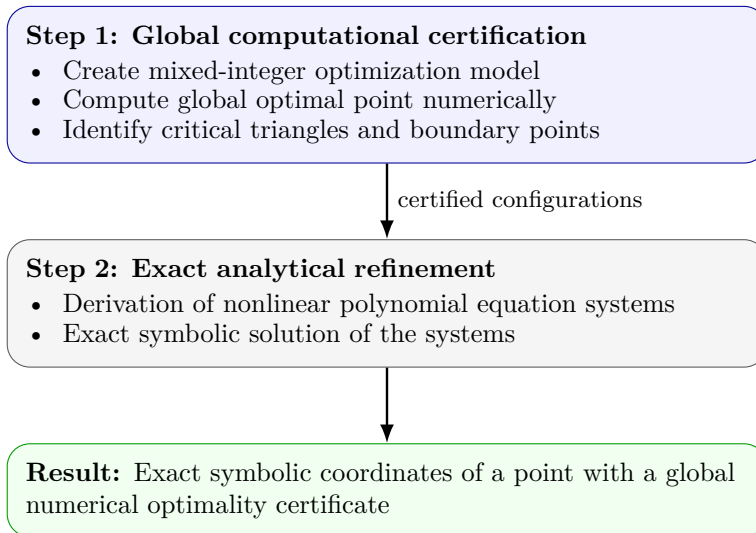 Step 1: Global computational certification
• Create mixed-integer optimization model
• Compute global optimal point numerically
• Identify critical triangles and boundary points
certified configurations
Step 2: Exact analytical refinement
• Derivation of nonlinear polynomial equation systems
• Exact symbolic solution of the systems
Result: Exact symbolic coordinates of a point with a global
numerical optimality certificate